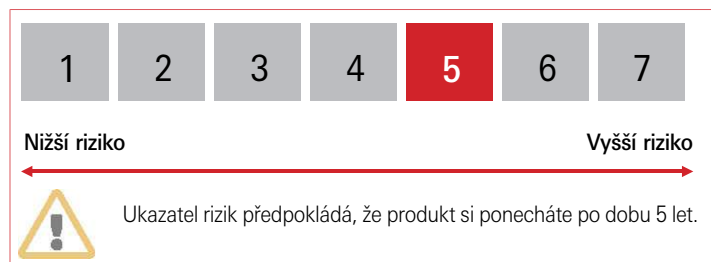 1 2 3 4 5 6 7
Nižší riziko Vyšší riziko
Ukazatel rizik předpokládá, že produkt si ponecháte po dobu 5 let.